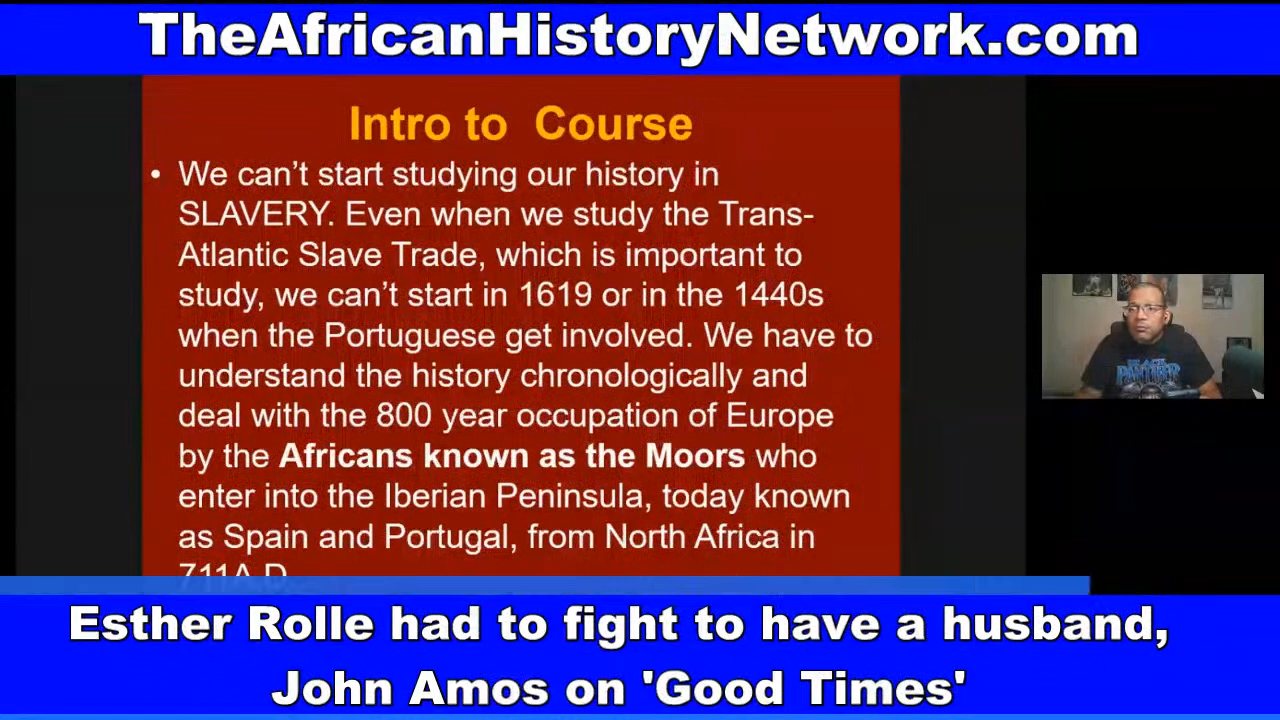 TheAfricanHistoryNetwork.com
Intro to Course
• We can't start studying our history in
SLAVERY. Even when we study the Trans-
Atlantic Slave Trade, which is important to
study, we can't start in 1619 or in the 1440s
when the Portuguese get involved. We have to
understand the history chronologically and
deal with the 800 year occupation of Europe
by the Africans known as the Moors who
enter into the Iberian Peninsula, today known
as Spain and Portugal, from North Africa in
711A.D.
BLACK
PANTHER
Esther Rolle had to fight to have a husband,
John Amos on 'Good Times'